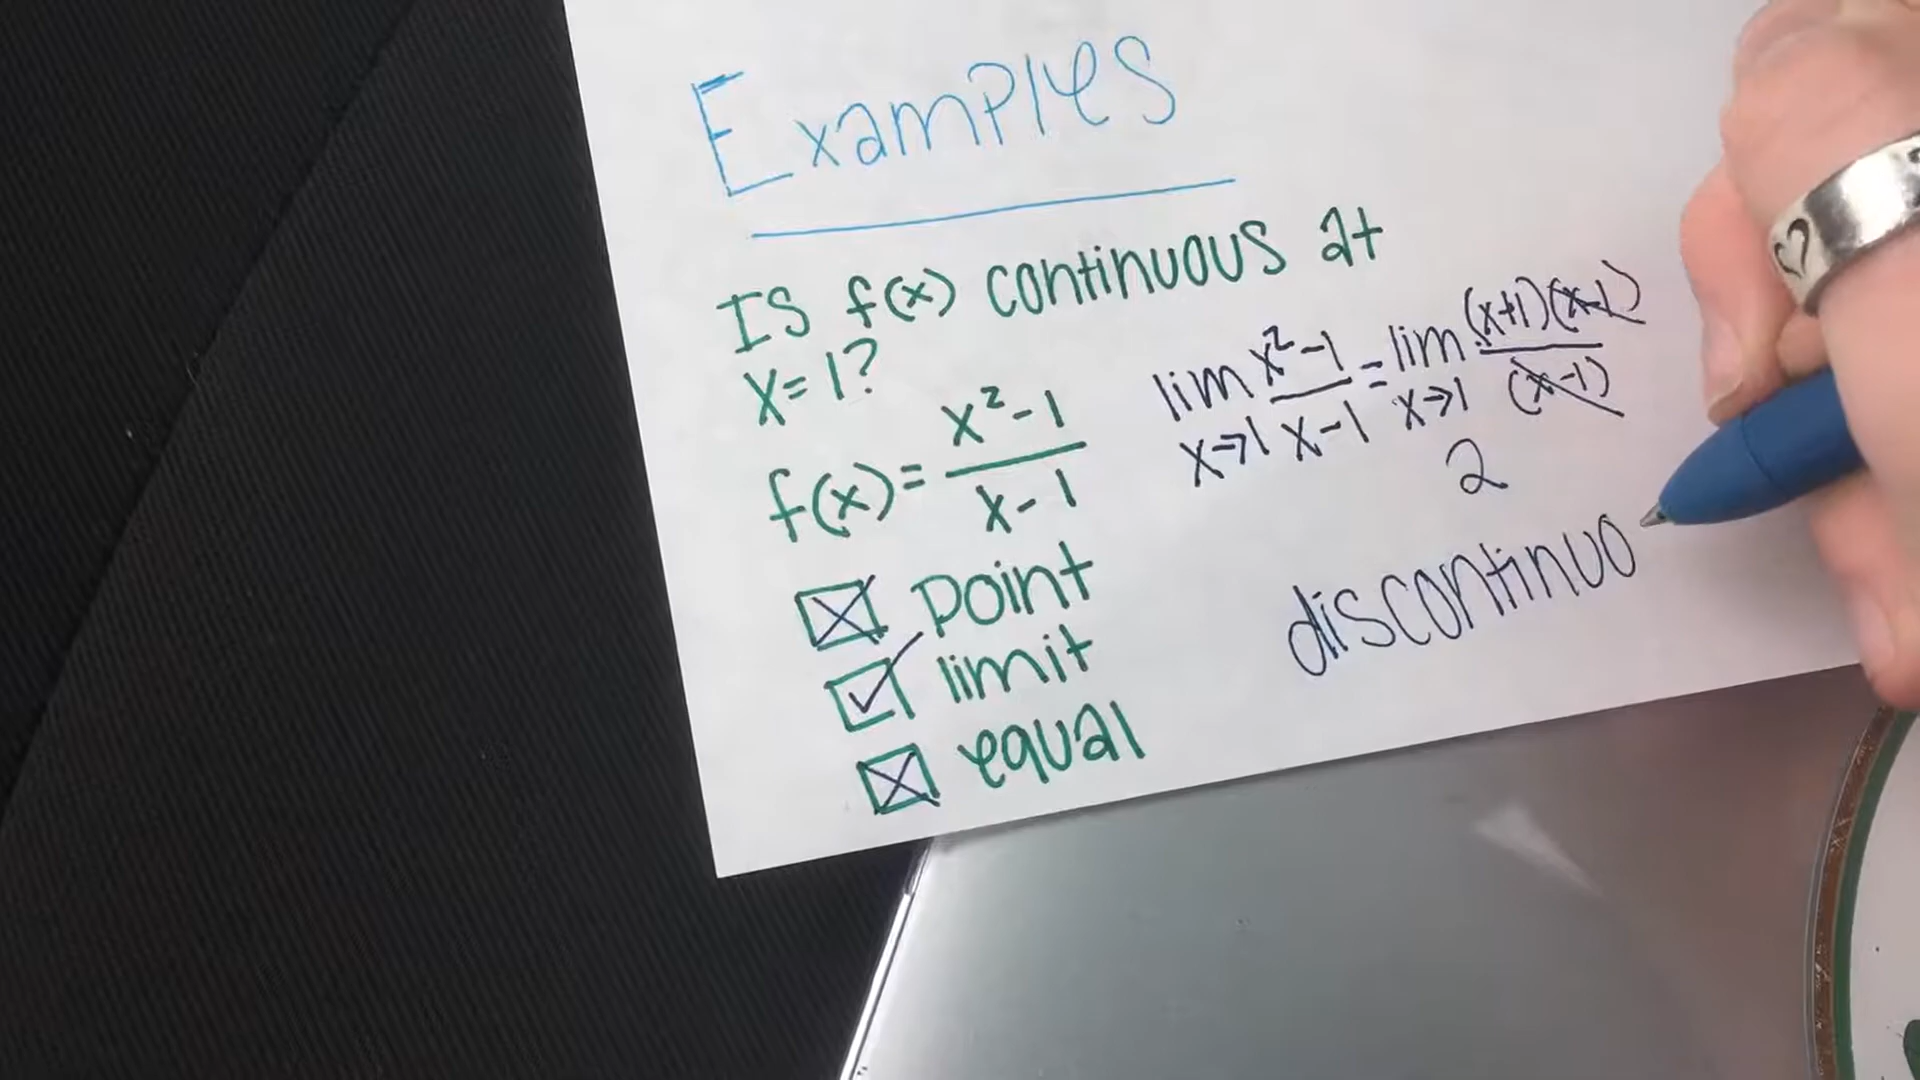 Examples
Is f(x) continuous at
x=1?
f(x)= x²-1 / x-1
lim x→1 x²-1 / x-1 = lim x→1 (x+1)(x-1) / (x-1)
2
☒ point
☑ limit
☒ equal
discontinuo